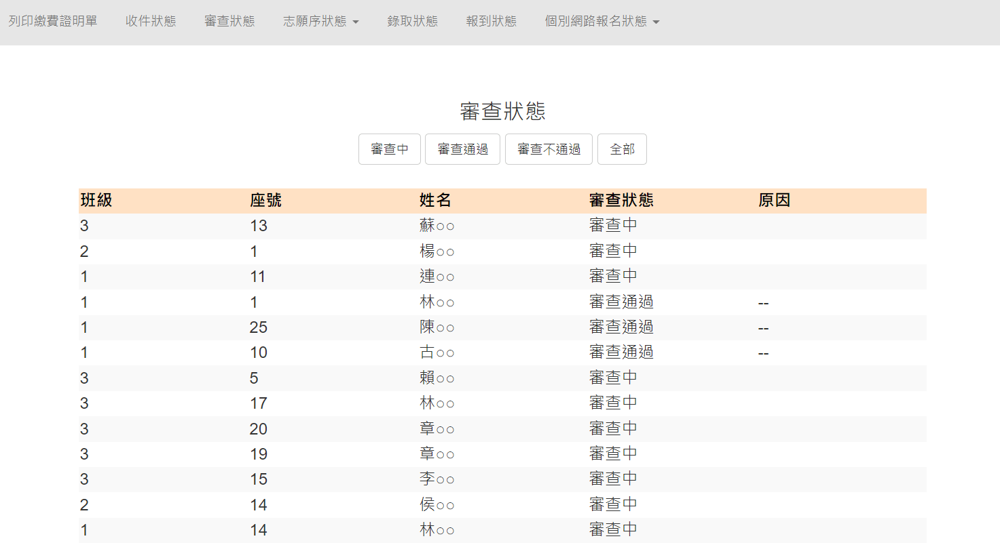 列印繳費證明單 收件狀態 審查狀態 志願序狀態 錄取狀態 報到狀態 個別網路報名狀態
審查狀態
審查中 審查通過 審查不通過 全部
班級 座號 姓名 審查狀態 原因
3 13 蘇○○ 審查中
2 1 楊○○ 審查中
1 11 連○○ 審查中
1 1 林○○ 審查通過 --
1 25 陳○○ 審查通過 --
1 10 古○○ 審查通過 --
3 5 賴○○ 審查中
3 17 林○○ 審查中
3 20 章○○ 審查中
3 19 章○○ 審查中
3 15 李○○ 審查中
2 14 侯○○ 審查中
1 14 林○○ 審查中